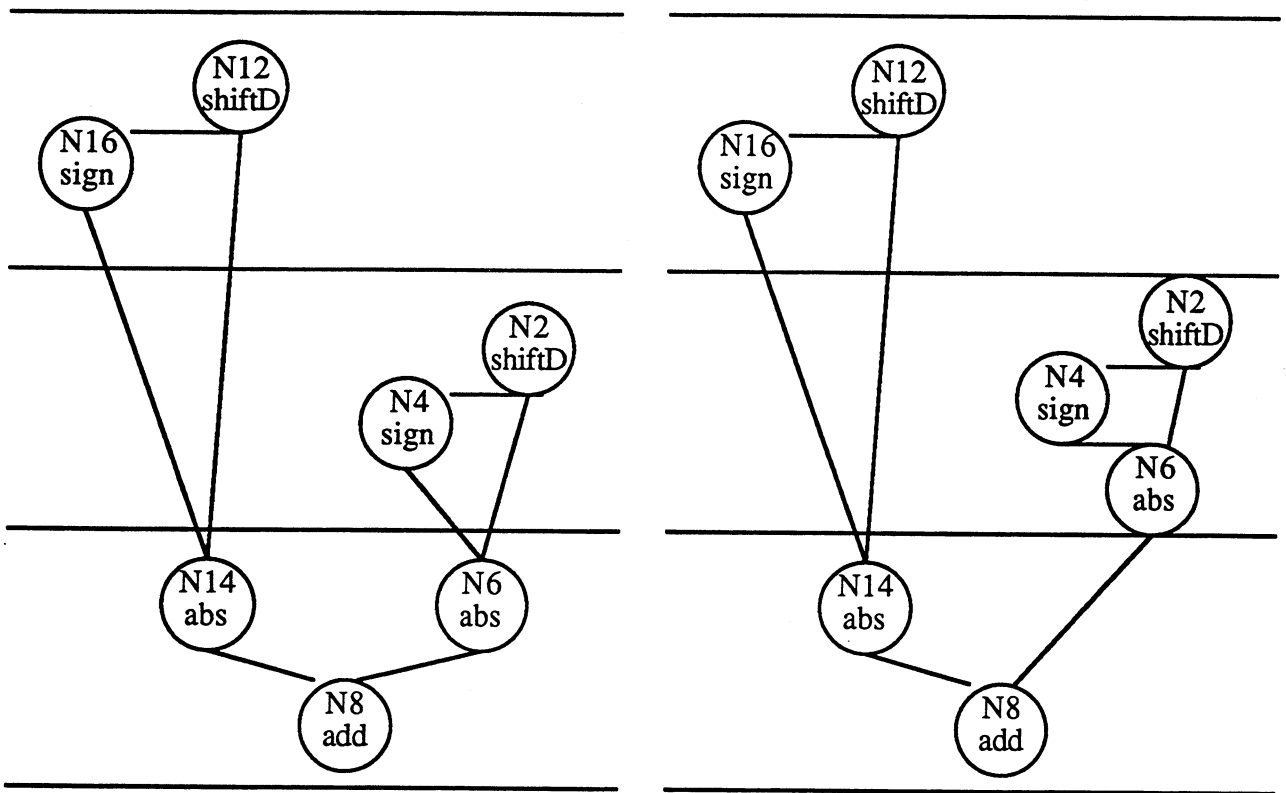 N12
shiftD
N16
sign
N2
shiftD
N4
sign
N14
abs
N6
abs
N8
add
N12
shiftD
N16
sign
N2
shiftD
N4
sign
N6
abs
N14
abs
N8
add